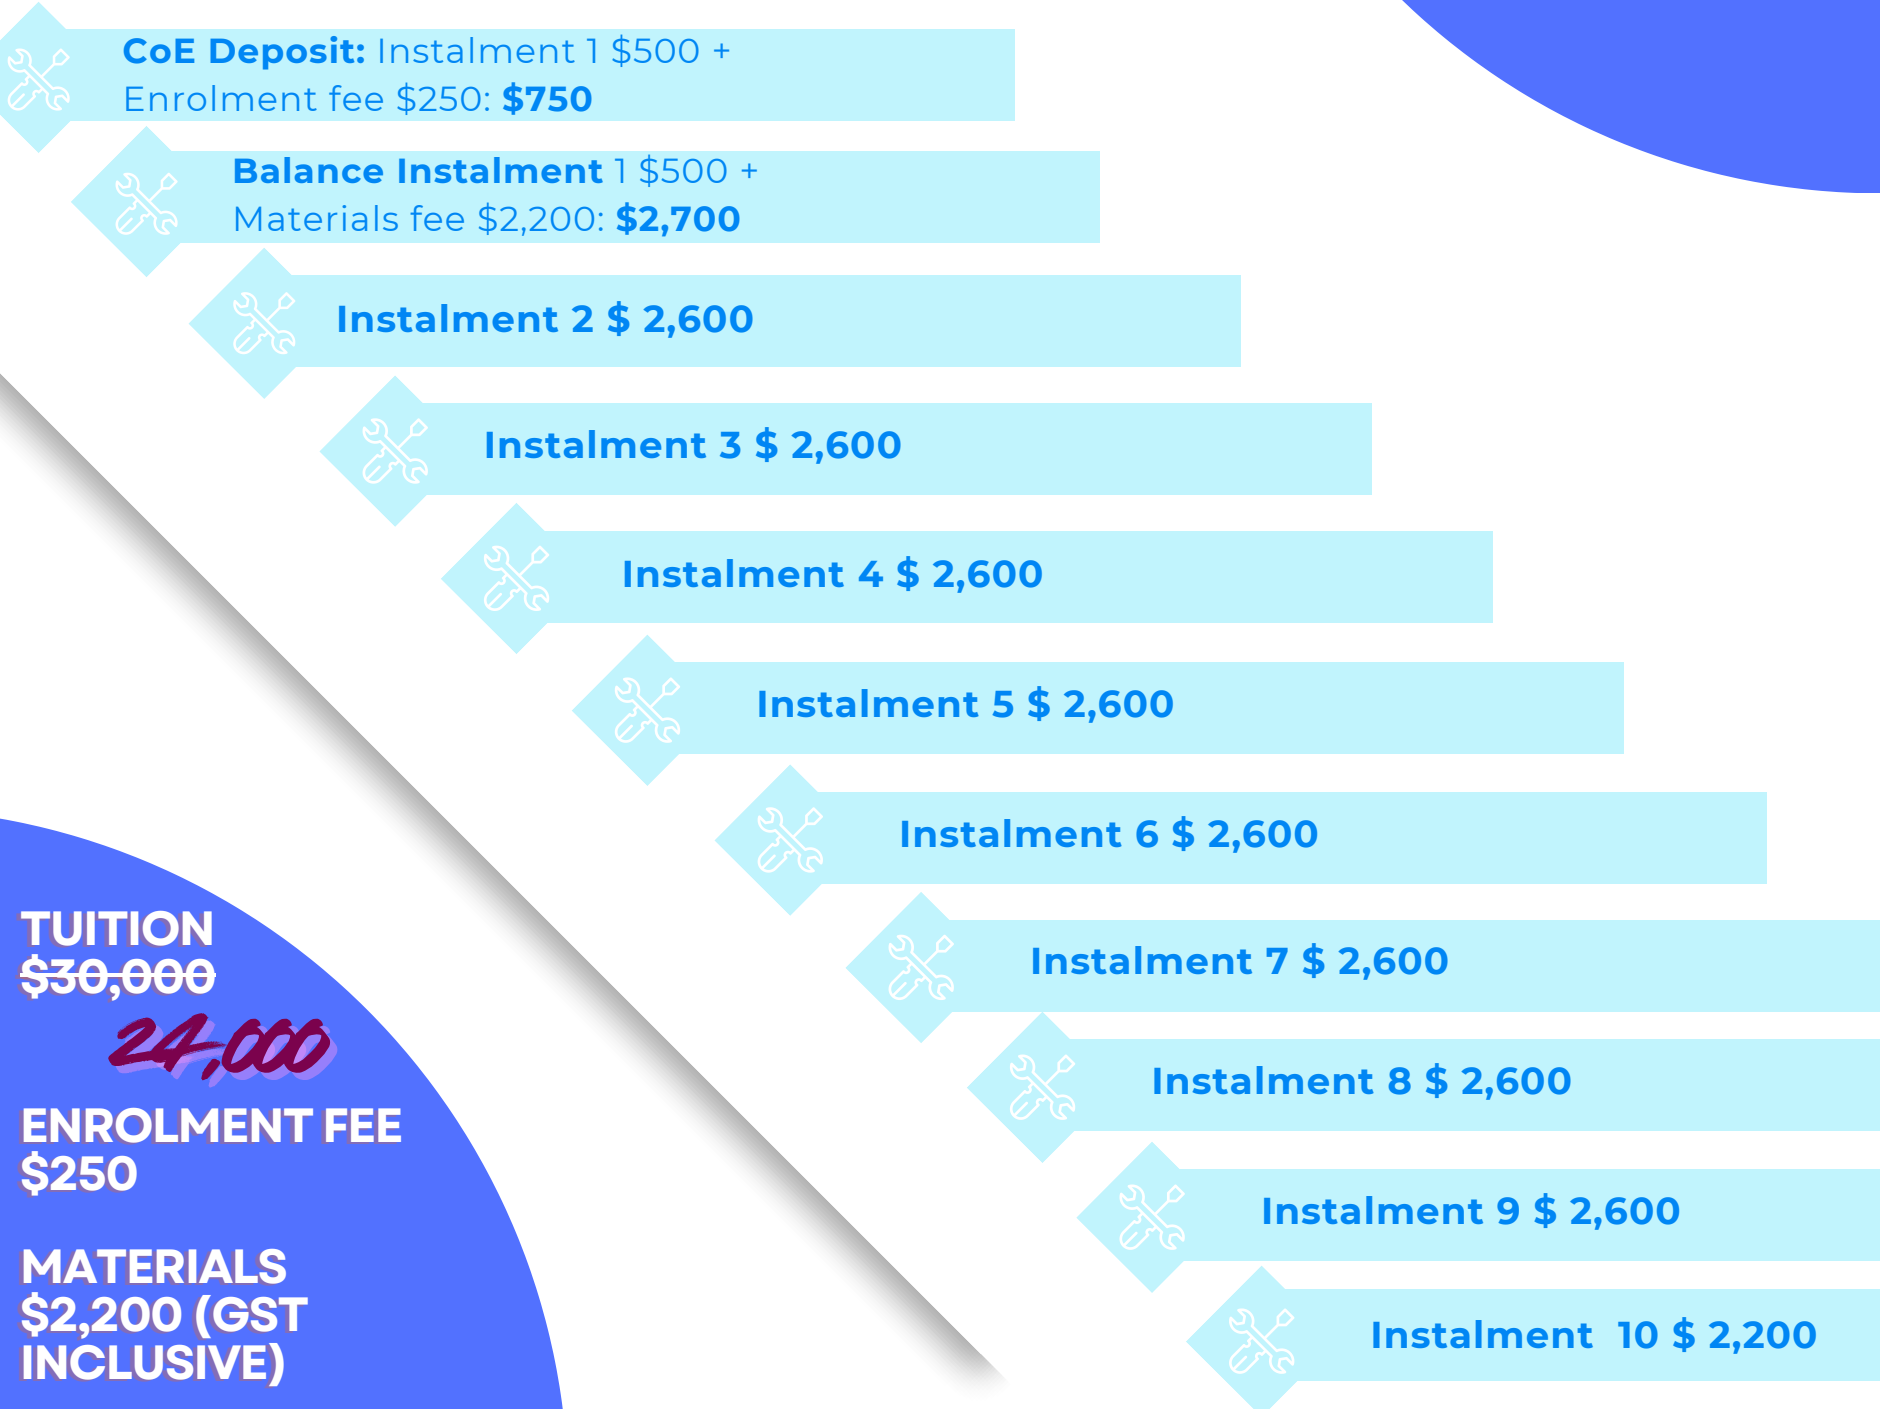 CoE Deposit: Instalment 1 $500 +
Enrolment fee $250: $750
Balance Instalment 1 $500 +
Materials fee $2,200: $2,700
Instalment 2 $ 2,600
Instalment 3 $ 2,600
Instalment 4 $ 2,600
Instalment 5 $ 2,600
Instalment 6 $ 2,600
Instalment 7 $ 2,600
Instalment 8 $ 2,600
Instalment 9 $ 2,600
Instalment 10 $ 2,200
TUITION
$30,000
24,000
ENROLMENT FEE
$250
MATERIALS
$2,200 (GST
INCLUSIVE)